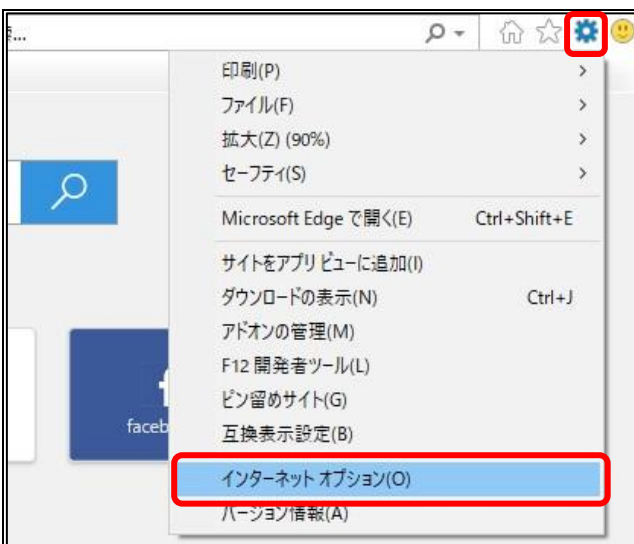 ...
印刷(P)
ファイル(F)
拡大(Z) (90%)
セーフティ(S)
Microsoft Edge で開く(E) Ctrl+Shift+E
サイトをアプリ ビューに追加(I)
ダウンロードの表示(N) Ctrl+J
アドオンの管理(M)
F12 開発者ツール(L)
ピン留めサイト(G)
互換表示設定(B)
faceb
インターネット オプション(O)
バージョン情報(A)